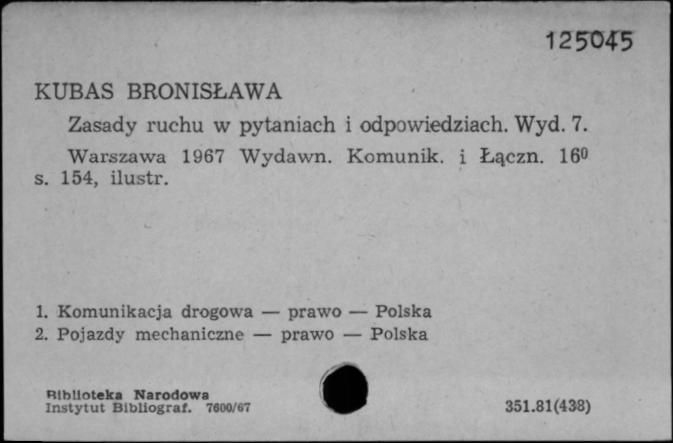 125045
KUBAS BRONISŁAWA
Zasady ruchu w pytaniach i odpowiedziach. Wyd. 7.
Warszawa 1967 Wydawn. Komunik. i Łączn. 16⁰
s. 154, ilustr.
1. Komunikacja drogowa — prawo — Polska
2. Pojazdy mechaniczne — prawo — Polska
Biblioteka Narodowa
Instytut Bibliograf. 7600/67
351.81(438)